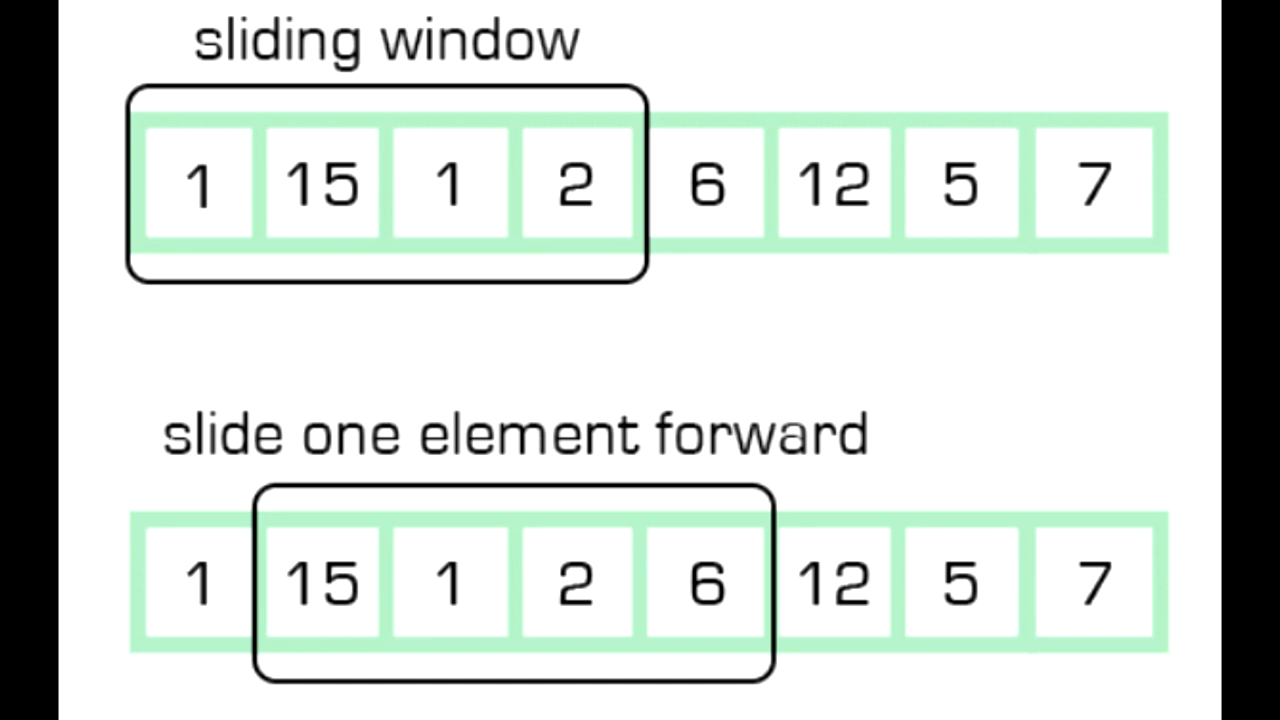 sliding window
1 15 1 2 6 12 5 7
slide one element forward
1 15 1 2 6 12 5 7